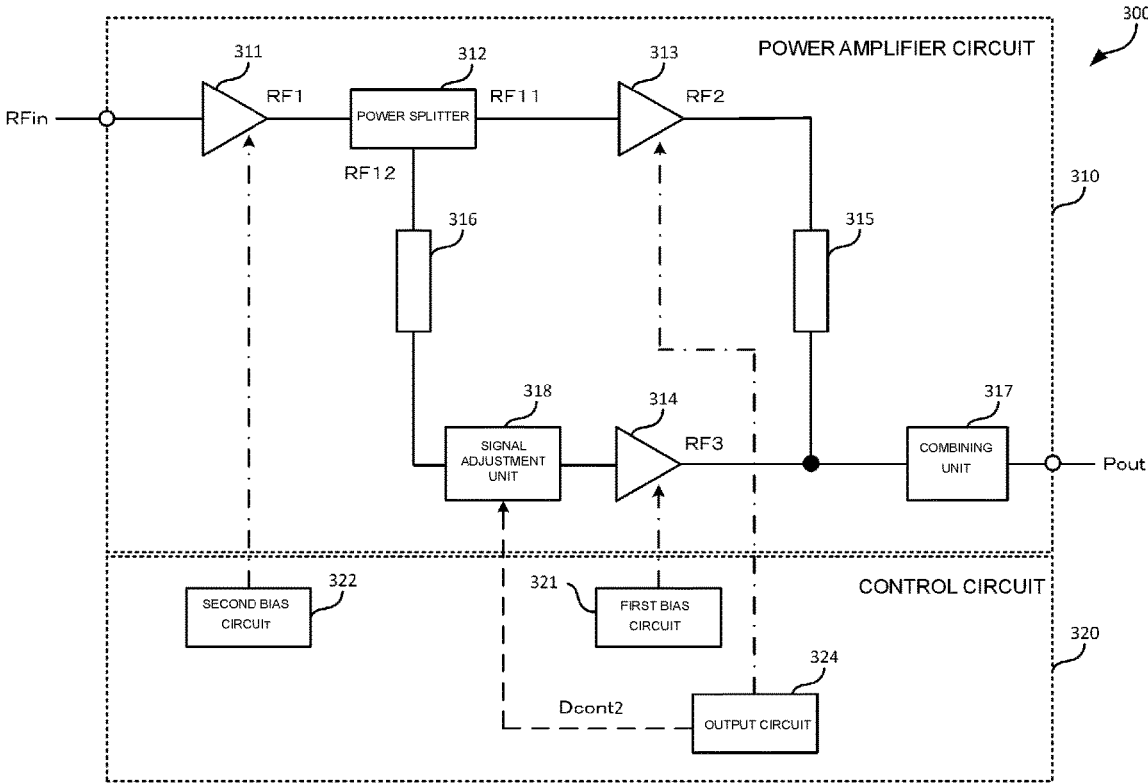 300
POWER AMPLIFIER CIRCUIT
311
312
313
RFin
RF1
POWER SPLITTER
RF11
RF2
RF12
310
316
315
318
314
317
SIGNAL
ADJUSTMENT
UNIT
RF3
COMBINING
UNIT
Pout
CONTROL CIRCUIT
SECOND BIAS
CIRCUIT
322
321
FIRST BIAS
CIRCUIT
320
324
Dcont2
OUTPUT CIRCUIT